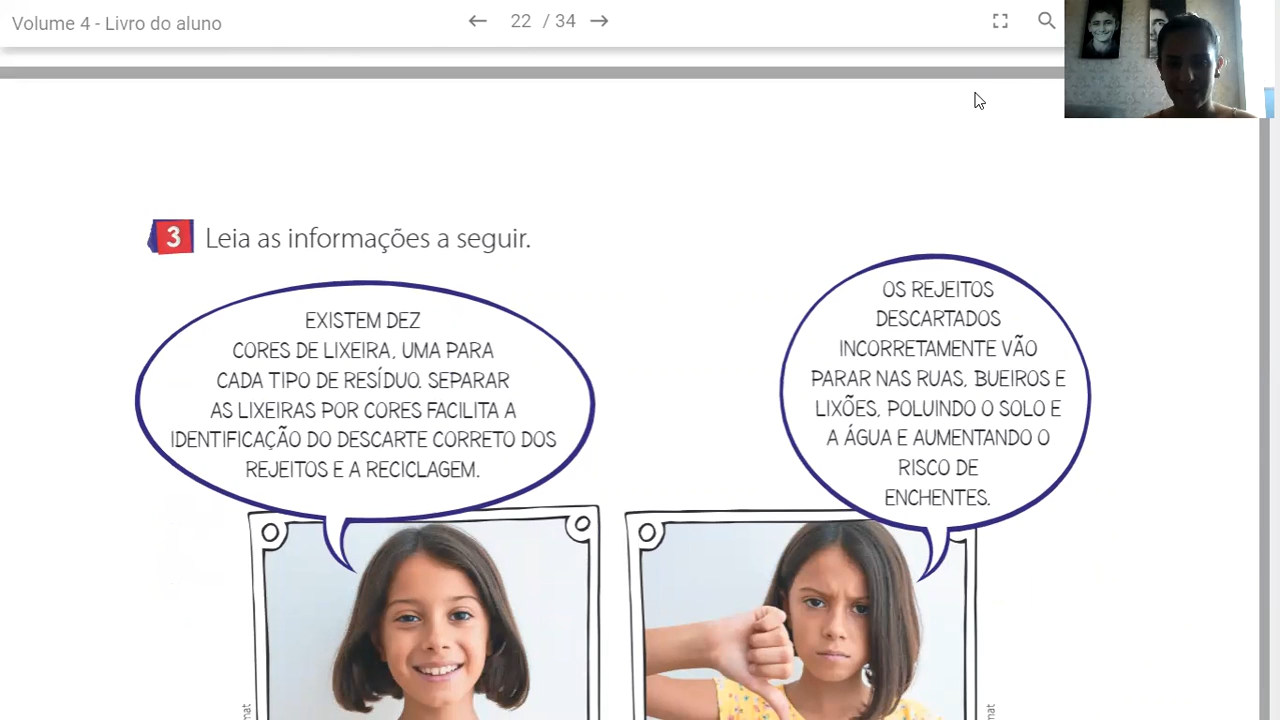 Volume 4 - Livro do aluno
22 / 34
3 Leia as informações a seguir.
EXISTEM DEZ
CORES DE LIXEIRA, UMA PARA
CADA TIPO DE RESÍDUO. SEPARAR
AS LIXEIRAS POR CORES FACILITA A
IDENTIFICAÇÃO DO DESCARTE CORRETO DOS
REJEITOS E A RECICLAGEM.
OS REJEITOS
DESCARTADOS
INCORRETAMENTE VÃO
PARAR NAS RUAS, BUEIROS E
LIXÕES, POLUINDO O SOLO E
A ÁGUA E AUMENTANDO O
RISCO DE
ENCHENTES.